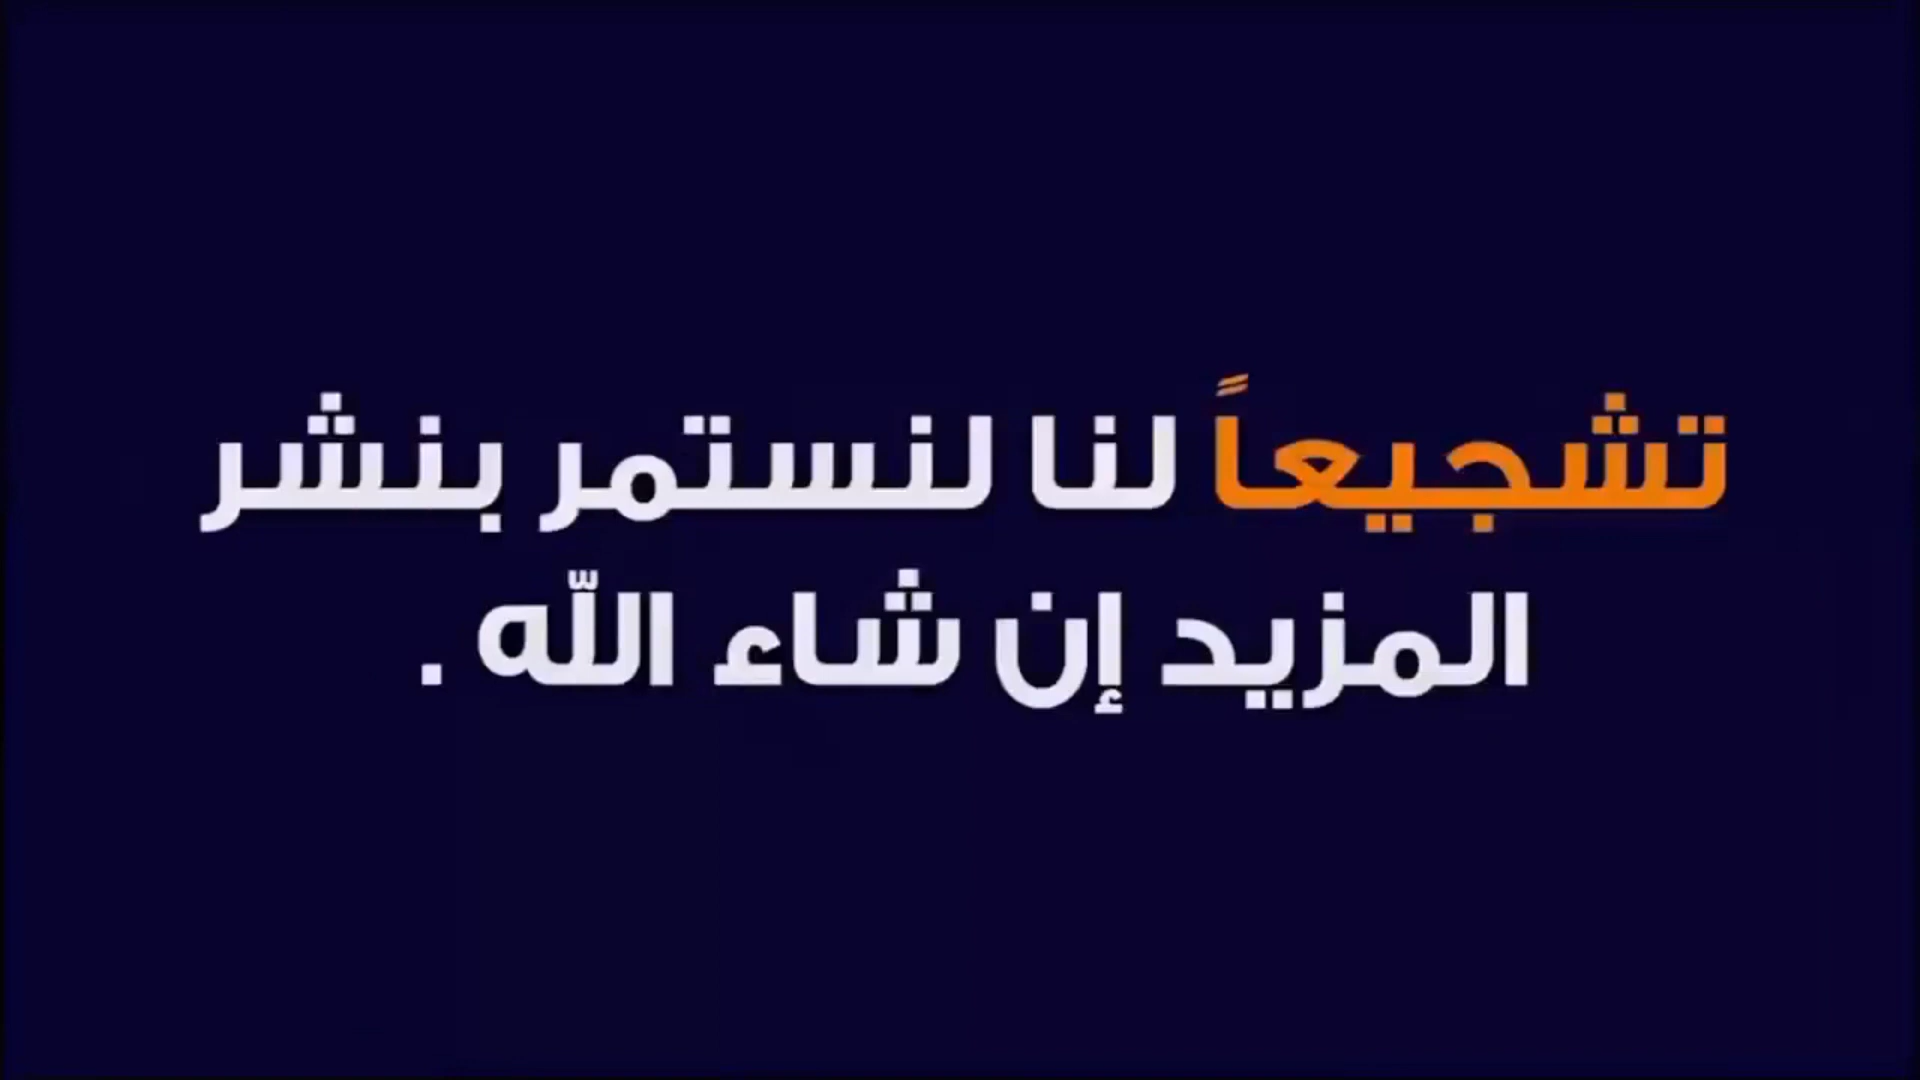 تشجيعاً لنا لنستمر بنشر
المزيد إن شاء الله .